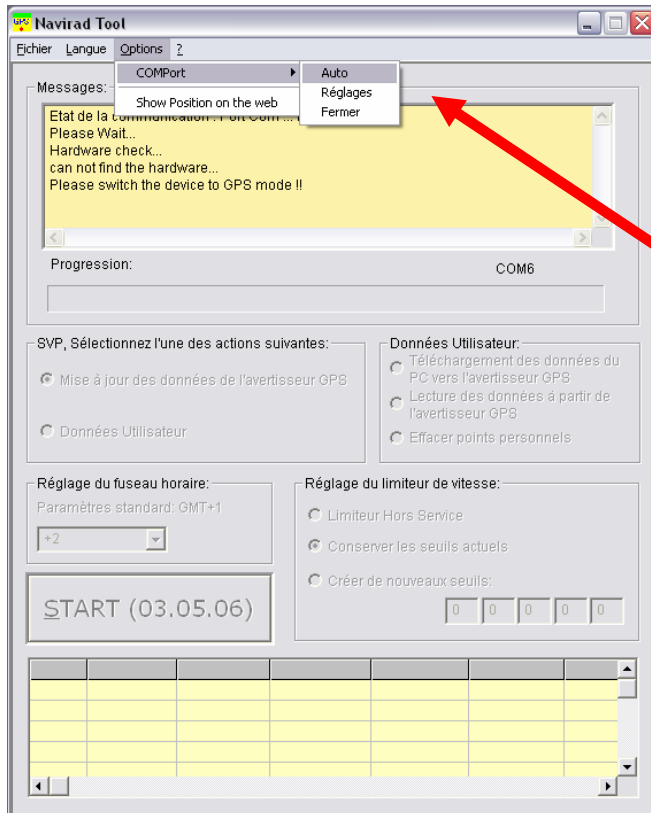 GPS Navirad Tool
Fichier Langue Options ?
COMPort
Auto
Show Position on the web
Réglages
Fermer
Messages:
Etat de la communication : Port Com ...
Please Wait...
Hardware check...
can not find the hardware...
Please switch the device to GPS mode !!
Progression:
COM6
SVP, Sélectionnez l'une des actions suivantes:
Mise à jour des données de l'avertisseur GPS
Données Utilisateur
Données Utilisateur:
Téléchargement des données du
PC vers l'avertisseur GPS
Lecture des données á partir de
l'avertisseur GPS
Effacer points personnels
Réglage du fuseau horaire:
Paramètres standard: GMT+1
+2
Réglage du limiteur de vitesse:
Limiteur Hors Service
Conserver les seuils actuels
Créer de nouveaux seuils:
0 0 0 0 0
START (03.05.06)